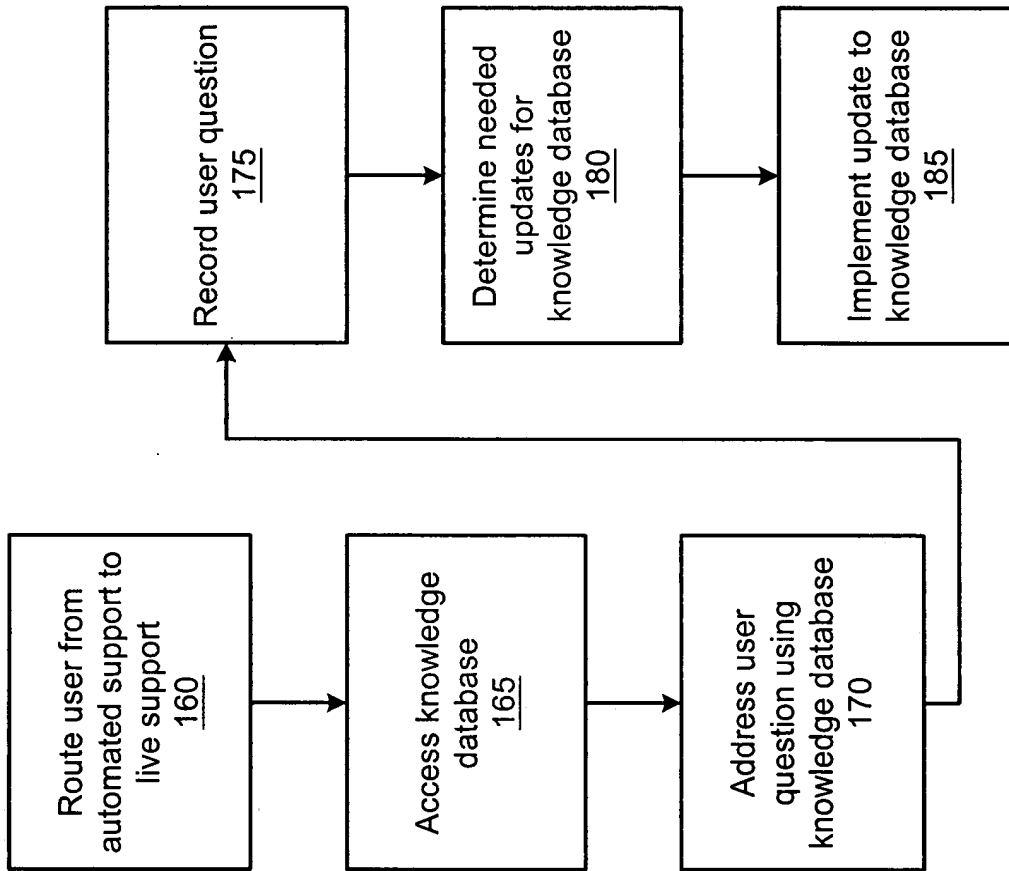 Route user from
automated support to
live support
160
Access knowledge
database
165
Address user
question using
knowledge database
170
Record user question
175
Determine needed
updates for
knowledge database
180
Implement update to
knowledge database
185